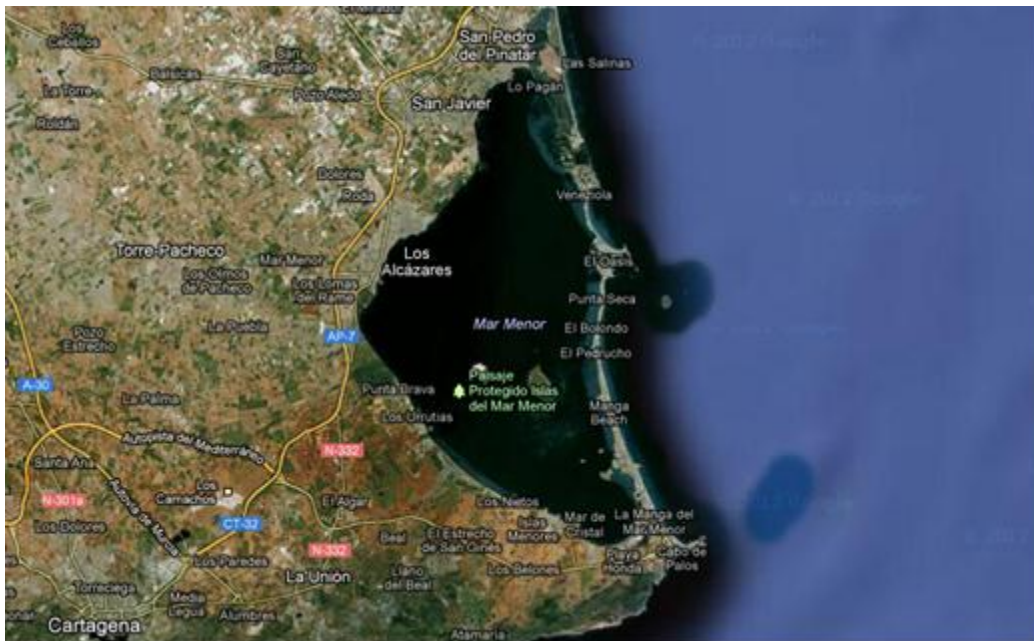 El Mirador
San Pedro
del Pinatar
Los
Ceballos
San
Cayetano
Las Salinas
Balsicas
Lo Pagán
La Torre
Pozo Aledo
San Javier
Roldán
Dolores
Roda
Veneziola
Torre-Pacheco
Mar Menor
Los
Alcázares
El Oasis
Los Olmos
de Pacheco
Los Lomas
del Rame
Punta Seca
La Puebla
Mar Menor
El Bolondo
Pozo
Estrecho
AP-7
El Pedrucho
Paisaje
Protegido Islas
del Mar Menor
A-30
Punta Brava
La Palma
Manga
Beach
Los Urrutias
Autopista del Mediterráneo
N-332
Santa Ana
Los
Camachos
N-301a
Autovía de Murcia
El Algar
Los Nietos
La Manga del
Mar Menor
CT-32
Islas
Menores
Mar de
Cristal
Los Dolores
Beal
El Estrecho
de San Ginés
N-332
Playa
Honda
Cabo de
Palos
Los Paredes
La Unión
Llano
del Beal
Los Belones
Torreciega
Media
Legua
Alumbres
Cartagena
Atamaría